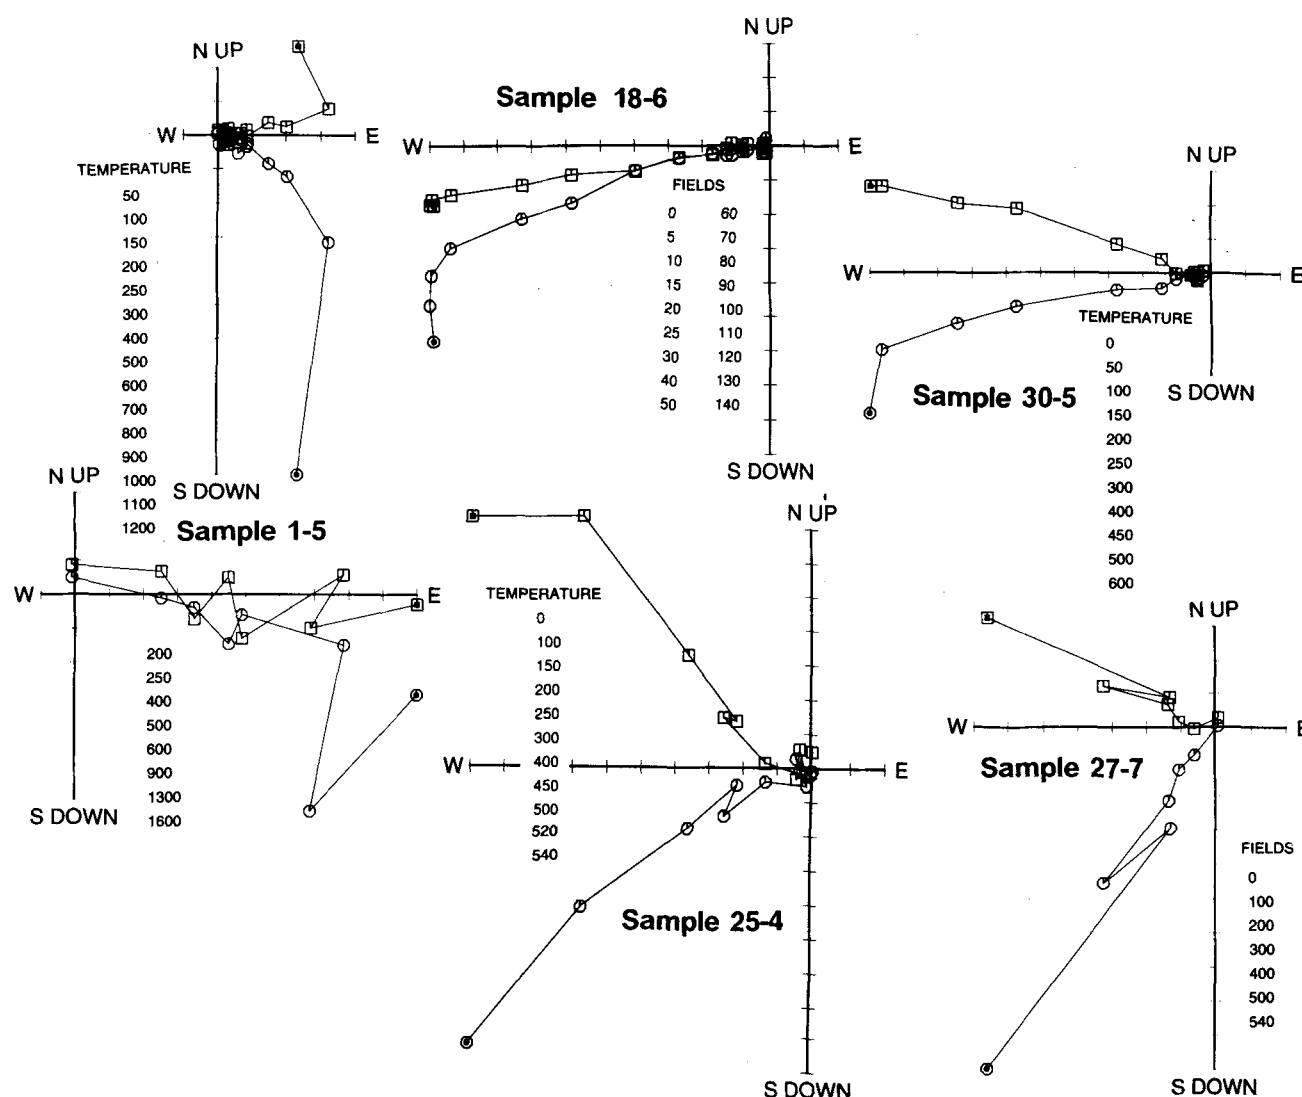 N UP
W
E
TEMPERATURE
50
100
150
200
250
300
400
500
600
700
800
900
1000
1100
1200
S DOWN
Sample 1-5
N UP
W
E
200
250
400
500
600
900
1300
1600
S DOWN
N UP
Sample 18-6
W
E
FIELDS
0 60
5 70
10 80
15 90
20 100
25 110
30 120
40 130
50 140
S DOWN
N UP
W
E
TEMPERATURE
0
50
100
150
200
250
300
400
450
500
600
Sample 30-5
S DOWN
N UP
TEMPERATURE
0
100
150
200
250
300
400
450
500
520
540
W
E
Sample 25-4
S DOWN
N UP
W
E
Sample 27-7
FIELDS
0
100
200
300
400
500
540
S DOWN